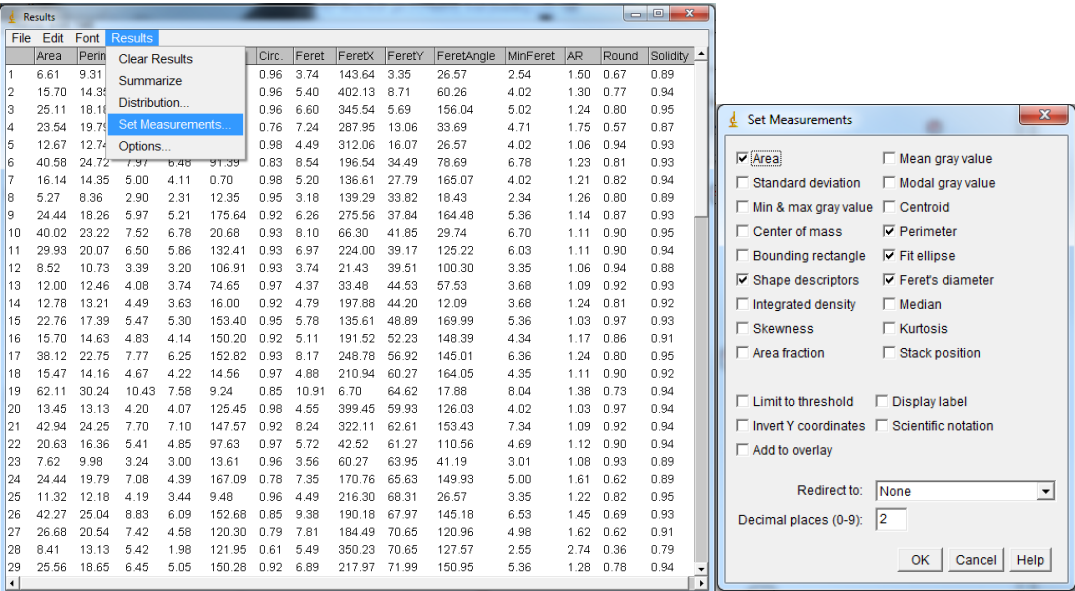 Results
File Edit Font Results
Area Perin Circ. Feret FeretX FeretY FeretAngle MinFeret AR Round Solidity
Clear Results
Summarize
Distribution...
Set Measurements...
Options...
1 6.61 9.31 0.96 3.74 143.64 3.35 26.57 2.54 1.50 0.67 0.89
2 15.70 14.35 0.96 5.40 402.13 8.71 60.26 4.02 1.30 0.77 0.94
3 25.11 18.18 0.96 6.60 345.54 5.69 156.04 5.02 1.24 0.80 0.95
4 23.54 19.79 0.76 7.24 287.95 13.06 33.69 4.71 1.75 0.57 0.87
5 12.67 12.74 0.98 4.49 312.06 16.07 26.57 4.02 1.06 0.94 0.93
6 40.58 24.72 7.97 6.48 91.39 0.83 8.54 196.54 34.49 78.69 6.78 1.23 0.81 0.93
7 16.14 14.35 5.00 4.11 0.70 0.98 5.20 136.61 27.79 165.07 4.02 1.21 0.82 0.94
8 5.27 8.36 2.90 2.31 12.35 0.95 3.18 139.29 33.82 18.43 2.34 1.26 0.80 0.89
9 24.44 18.26 5.97 5.21 175.64 0.92 6.26 275.56 37.84 164.48 5.36 1.14 0.87 0.93
10 40.02 23.22 7.52 6.78 20.68 0.93 8.10 66.30 41.85 29.74 6.70 1.11 0.90 0.95
11 29.93 20.07 6.50 5.86 132.41 0.93 6.97 224.00 39.17 125.22 6.03 1.11 0.90 0.94
12 8.52 10.73 3.39 3.20 106.91 0.93 3.74 21.43 39.51 100.30 3.35 1.06 0.94 0.88
13 12.00 12.46 4.08 3.74 74.65 0.97 4.37 33.48 44.53 57.53 3.68 1.09 0.92 0.93
14 12.78 13.21 4.49 3.63 16.00 0.92 4.79 197.88 44.20 12.09 3.68 1.24 0.81 0.92
15 22.76 17.39 5.47 5.30 153.40 0.95 5.78 135.61 48.89 169.99 5.36 1.03 0.97 0.93
16 15.70 14.63 4.83 4.14 150.20 0.92 5.11 191.52 52.23 148.39 4.34 1.17 0.86 0.91
17 38.12 22.75 7.77 6.25 152.82 0.93 8.17 248.78 56.92 145.01 6.36 1.24 0.80 0.95
18 15.47 14.16 4.67 4.22 14.56 0.97 4.88 210.94 60.27 164.05 4.35 1.11 0.90 0.92
19 62.11 30.24 10.43 7.58 9.24 0.85 10.91 6.70 64.62 17.88 8.04 1.38 0.73 0.94
20 13.45 13.13 4.20 4.07 125.45 0.98 4.55 399.45 59.93 126.03 4.02 1.03 0.97 0.94
21 42.94 24.25 7.70 7.10 147.57 0.92 8.24 322.11 62.61 153.43 7.34 1.09 0.92 0.94
22 20.63 16.36 5.41 4.85 97.63 0.97 5.72 42.52 61.27 110.56 4.69 1.12 0.90 0.94
23 7.62 9.98 3.24 3.00 13.61 0.96 3.56 60.27 63.95 41.19 3.01 1.08 0.93 0.89
24 24.44 19.79 7.08 4.39 167.09 0.78 7.35 170.76 65.63 149.93 5.00 1.61 0.62 0.89
25 11.32 12.18 4.19 3.44 9.48 0.96 4.49 216.30 68.31 26.57 3.35 1.22 0.82 0.95
26 42.27 25.04 8.83 6.09 152.68 0.85 9.38 190.18 67.97 145.18 6.53 1.45 0.69 0.93
27 26.68 20.54 7.42 4.58 120.30 0.79 7.81 184.49 70.65 120.96 4.98 1.62 0.62 0.91
28 8.41 13.13 5.42 1.98 121.95 0.61 5.49 350.23 70.65 127.57 2.55 2.74 0.36 0.79
29 25.56 18.65 6.45 5.05 150.28 0.92 6.89 217.97 71.99 150.95 5.36 1.28 0.78 0.94
Set Measurements
Area Mean gray value
Standard deviation Modal gray value
Min & max gray value Centroid
Center of mass Perimeter
Bounding rectangle Fit ellipse
Shape descriptors Feret's diameter
Integrated density Median
Skewness Kurtosis
Area fraction Stack position
Limit to threshold Display label
Invert Y coordinates Scientific notation
Add to overlay
Redirect to: None
Decimal places (0-9): 2
OK Cancel Help